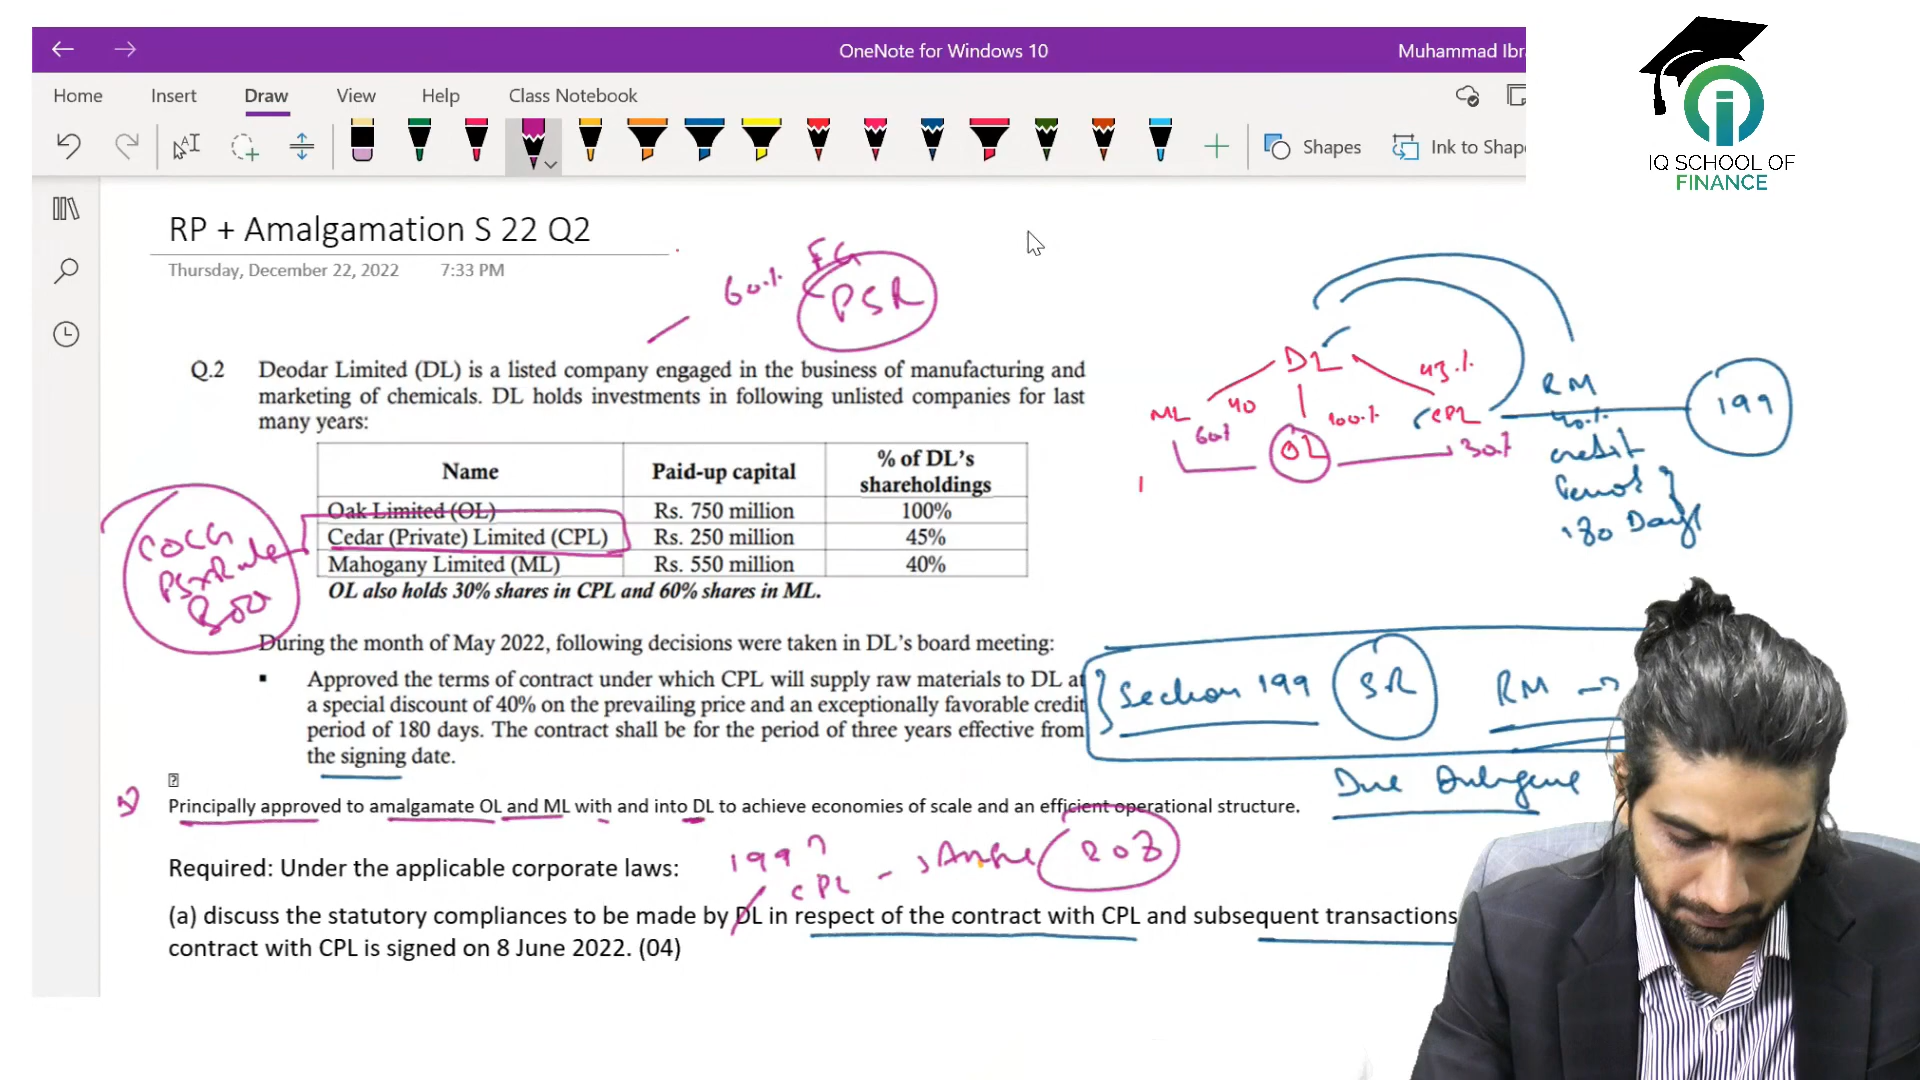 OneNote for Windows 10
Muhammad Ibr
Home Insert Draw View Help Class Notebook
Shapes
Ink to Shap
IQ SCHOOL OF
FINANCE
RP + Amalgamation S 22 Q2
Thursday, December 22, 2022 7:33 PM
60%
PSR
Q.2 Deodar Limited (DL) is a listed company engaged in the business of manufacturing and
marketing of chemicals. DL holds investments in following unlisted companies for last
many years:
Name Paid-up capital % of DL's shareholdings
Oak Limited (OL) Rs. 750 million 100%
Cedar (Private) Limited (CPL) Rs. 250 million 45%
Mahogany Limited (ML) Rs. 550 million 40%
OL also holds 30% shares in CPL and 60% shares in ML.
COCG
PSX Rule
DL
43%
ML 40 100% CPL
60% OL 30%
RM
199
40%
credit
180 Days
During the month of May 2022, following decisions were taken in DL's board meeting:
▪ Approved the terms of contract under which CPL will supply raw materials to DL at
a special discount of 40% on the prevailing price and an exceptionally favorable credit
period of 180 days. The contract shall be for the period of three years effective from
the signing date.
Section 199 SR RM →
Due
Principally approved to amalgamate OL and ML with and into DL to achieve economies of scale and an efficient operational structure.
199?
CPL - 208
Required: Under the applicable corporate laws:
(a) discuss the statutory compliances to be made by DL in respect of the contract with CPL and subsequent transactions
contract with CPL is signed on 8 June 2022. (04)